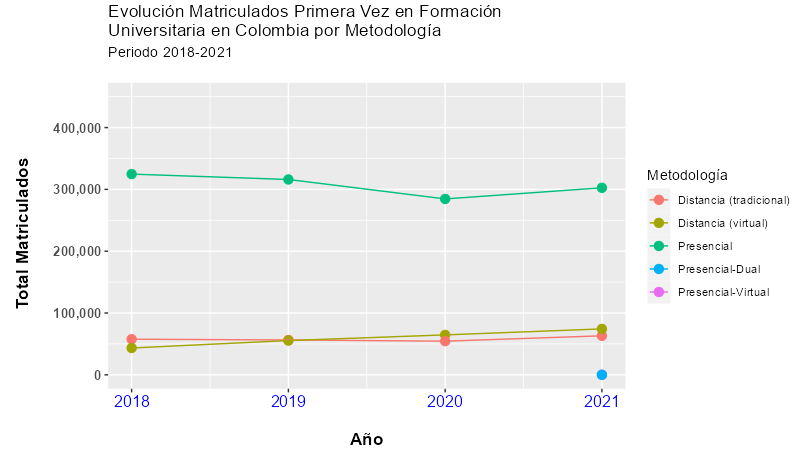 Evolución Matriculados Primera Vez en Formación
Universitaria en Colombia por Metodología
Periodo 2018-2021
Total Matriculados
400,000
300,000
200,000
100,000
0
2018
2019
2020
2021
Año
Metodología
Distancia (tradicional)
Distancia (virtual)
Presencial
Presencial-Dual
Presencial-Virtual